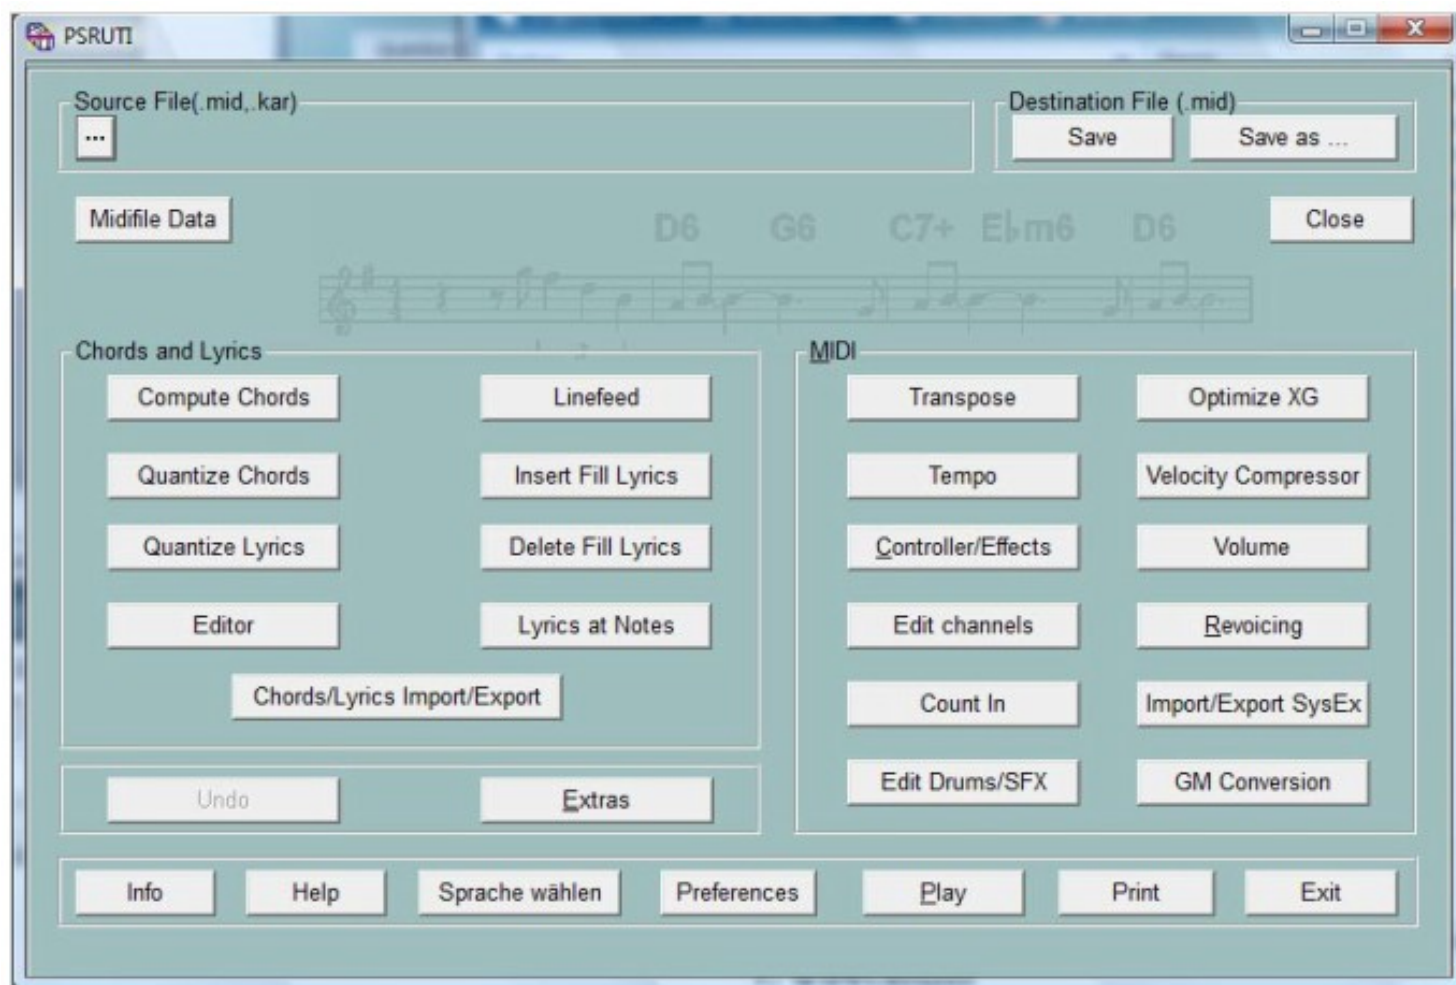 PSRUTI
Source File(.mid,.kar)
Destination File (.mid)
...
Save
Save as ...
Midifile Data
Close
D6 G6 C7+ E♭m6 D6
Chords and Lyrics
Compute Chords
Linefeed
Quantize Chords
Insert Fill Lyrics
Quantize Lyrics
Delete Fill Lyrics
Editor
Lyrics at Notes
Chords/Lyrics Import/Export
Undo
Extras
MIDI
Transpose
Optimize XG
Tempo
Velocity Compressor
Controller/Effects
Volume
Edit channels
Revoicing
Count In
Import/Export SysEx
Edit Drums/SFX
GM Conversion
Info
Help
Sprache wählen
Preferences
Play
Print
Exit